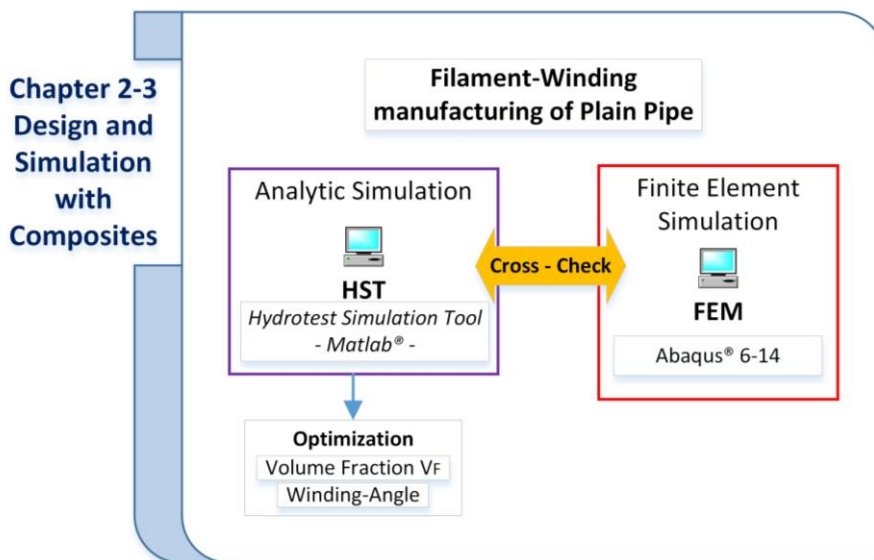 Chapter 2-3
Design and
Simulation
with
Composites
Filament-Winding
manufacturing of Plain Pipe
Analytic Simulation
HST
Hydrotest Simulation Tool
- Matlab® -
Cross - Check
Finite Element
Simulation
FEM
Abaqus® 6-14
Optimization
Volume Fraction VF
Winding-Angle